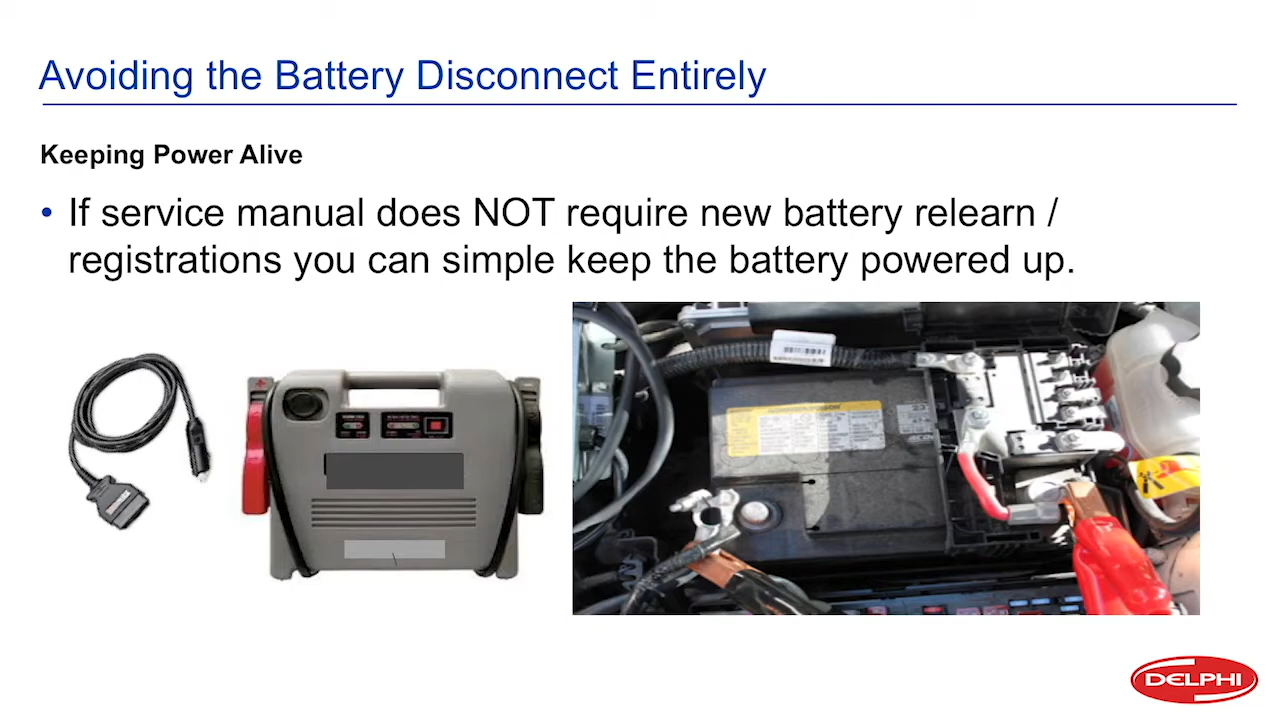 Avoiding the Battery Disconnect Entirely
Keeping Power Alive
• If service manual does NOT require new battery relearn /
registrations you can simple keep the battery powered up.
DELPHI